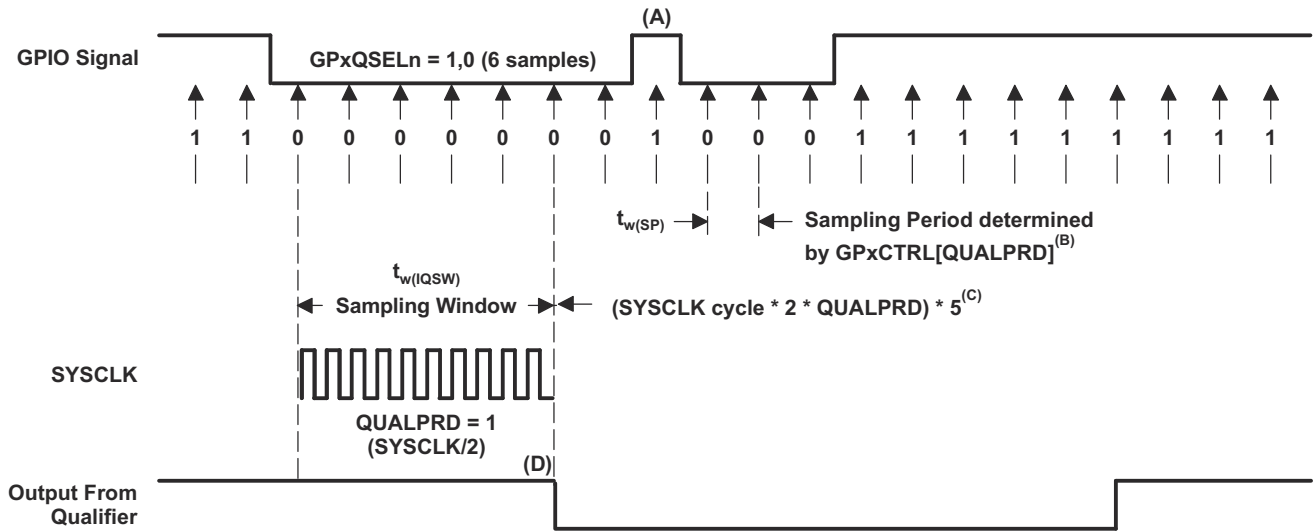 (A)
GPIO Signal
GPxQSELn = 1,0 (6 samples)
1 1 0 0 0 0 0 0 0 1 0 0 0 1 1 1 1 1 1 1 1 1
tw(SP)
Sampling Period determined
by GPxCTRL[QUALPRD](B)
tw(IQSW)
Sampling Window
(SYSCLK cycle * 2 * QUALPRD) * 5(C)
SYSCLK
QUALPRD = 1
(SYSCLK/2)
(D)
Output From
Qualifier